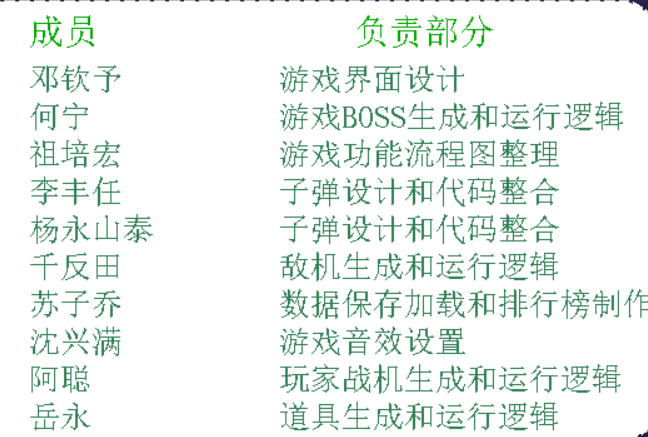 成员 负责部分
邓钦予 游戏界面设计
何宁 游戏BOSS生成和运行逻辑
祖培宏 游戏功能流程图整理
李丰任 子弹设计和代码整合
杨永山泰 子弹设计和代码整合
千反田 敌机生成和运行逻辑
苏子乔 数据保存加载和排行榜制作
沈兴满 游戏音效设置
阿聪 玩家战机生成和运行逻辑
岳永 道具生成和运行逻辑